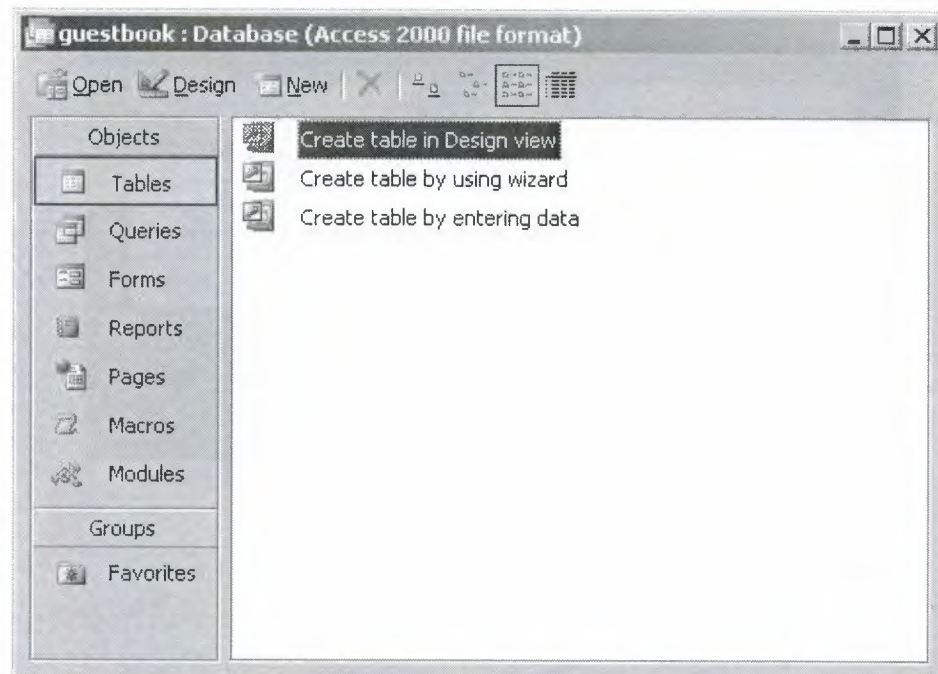 guestbook : Database (Access 2000 file format)
Open Design New
Objects
Tables
Queries
Forms
Reports
Pages
Macros
Modules
Groups
Favorites
Create table in Design view
Create table by using wizard
Create table by entering data